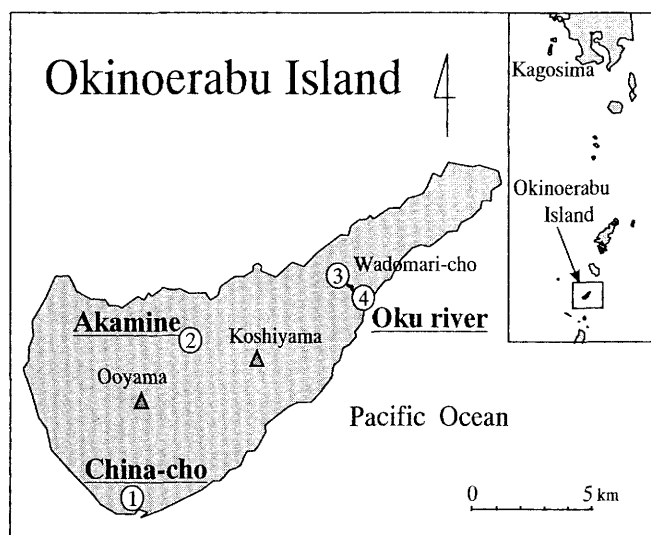 Okinoerabu Island
Kagosima
Okinoerabu
Island
3
Wadomari-cho
4
Akamine
2
Koshiyama
Oku river
Ooyama
Pacific Ocean
China-cho
1
0 5 km